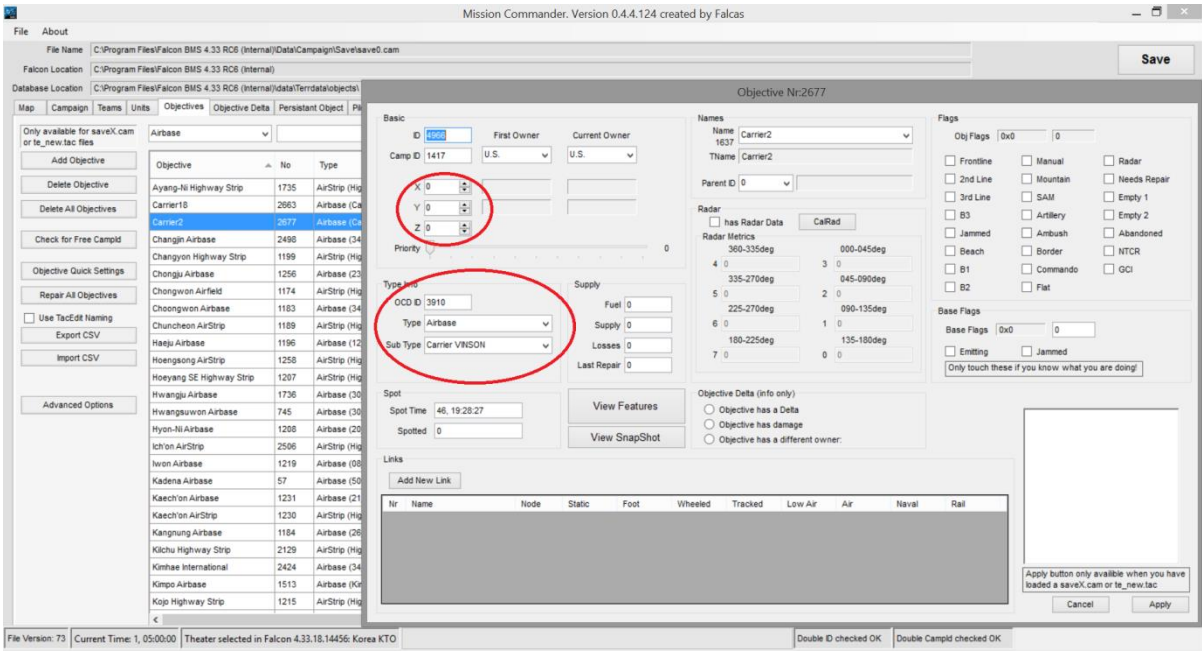 Mission Commander. Version 0.4.4.124 created by Falcas
File About
File Name C:\Program Files\Falcon BMS 4.33 RC6 (Internal)\Data\Campaign\Save\save0.cam
Falcon Location C:\Program Files\Falcon BMS 4.33 RC6 (Internal)
Database Location C:\Program Files\Falcon BMS 4.33 RC6 (Internal)\data\Terrdata\objects\
Save
Map Campaign Teams Units Objectives Objective Delta Persistant Object
Only available for saveX.cam
or te_new.tac files
Add Objective
Delete Objective
Delete All Objectives
Check for Free CampId
Objective Quick Settings
Repair All Objectives
Use TacEdit Naming
Export CSV
Import CSV
Advanced Options
Airbase
Objective No Type
Ayang-Ni Highway Strip 1735 AirStrip (Hig
Carrier18 2663 Airbase (Ca
Carrier2 2677 Airbase (Ca
Changjin Airbase 2498 Airbase (34
Changyon Highway Strip 1199 AirStrip (Hig
Chongju Airbase 1256 Airbase (23
Chongwon Airfield 1174 AirStrip (Hig
Choongwon Airbase 1183 Airbase (34
Chuncheon AirStrip 1189 AirStrip (Hig
Haeju Airbase 1196 Airbase (12
Hoengsong AirStrip 1258 AirStrip (Hig
Hoeyang SE Highway Strip 1207 AirStrip (Hig
Hwangju Airbase 1736 Airbase (30
Hwangsuwon Airbase 745 Airbase (30
Hyon-Ni Airbase 1208 Airbase (20
Ich'on AirStrip 2506 AirStrip (Hig
Iwon Airbase 1219 Airbase (08
Kadena Airbase 57 Airbase (50
Kaech'on Airbase 1231 Airbase (21
Kaech'on AirStrip 1230 AirStrip (Hig
Kangnung Airbase 1184 Airbase (26
Kilchu Highway Strip 2129 AirStrip (Hig
Kimhae International 2424 Airbase (34
Kimpo Airbase 1513 Airbase (Kin
Kojo Highway Strip 1215 AirStrip (Hig
Objective Nr:2677
Basic
ID 4966 First Owner Current Owner
Camp ID 1417 U.S. U.S.
X 0
Y 0
Z 0
Priority 0
Type Info
OCD ID 3910
Type Airbase
Sub Type Carrier VINSON
Supply
Fuel 0
Supply 0
Losses 0
Last Repair 0
Spot
Spot Time 46, 19:28:27
Spotted 0
View Features
View SnapShot
Names
Name Carrier2
1637
TName Carrier2
Parent ID 0
Radar
has Radar Data CalRad
Radar Metrics
360-335deg 000-045deg
4 0 3 0
335-270deg 045-090deg
5 0 2 0
225-270deg 090-135deg
6 0 1 0
180-225deg 135-180deg
7 0 0 0
Objective Delta (info only)
Objective has a Delta
Objective has damage
Objective has a different owner:
Flags
Obj Flags 0x0 0
Frontline Manual Radar
2nd Line Mountain Needs Repair
3rd Line SAM Empty 1
B3 Artillery Empty 2
Jammed Ambush Abandoned
Beach Border NTCR
B1 Commando GCI
B2 Flat
Base Flags
Base Flags 0x0 0
Emitting Jammed
Only touch these if you know what you are doing!
Links
Add New Link
Nr Name Node Static Foot Wheeled Tracked Low Air Air Naval Rail
Apply button only availible when you have
loaded a saveX.cam or te_new.tac
Cancel Apply
File Version: 73 Current Time: 1, 05:00:00 Theater selected in Falcon 4.33.18.14456: Korea KTO Double ID checked OK Double CampId checked OK